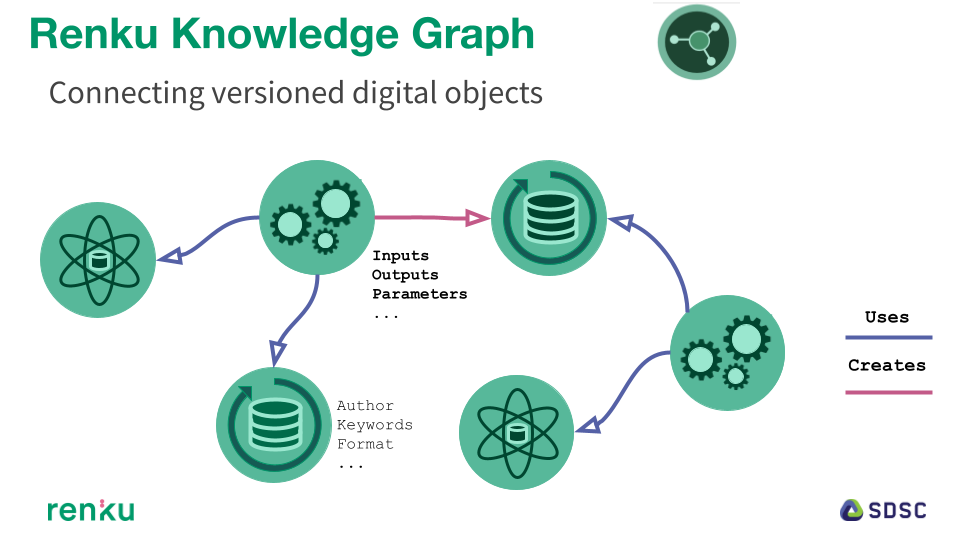 Renku Knowledge Graph
Connecting versioned digital objects
Inputs
Outputs
Parameters
...
Uses
Creates
Author
Keywords
Format
...
renku
SDSC